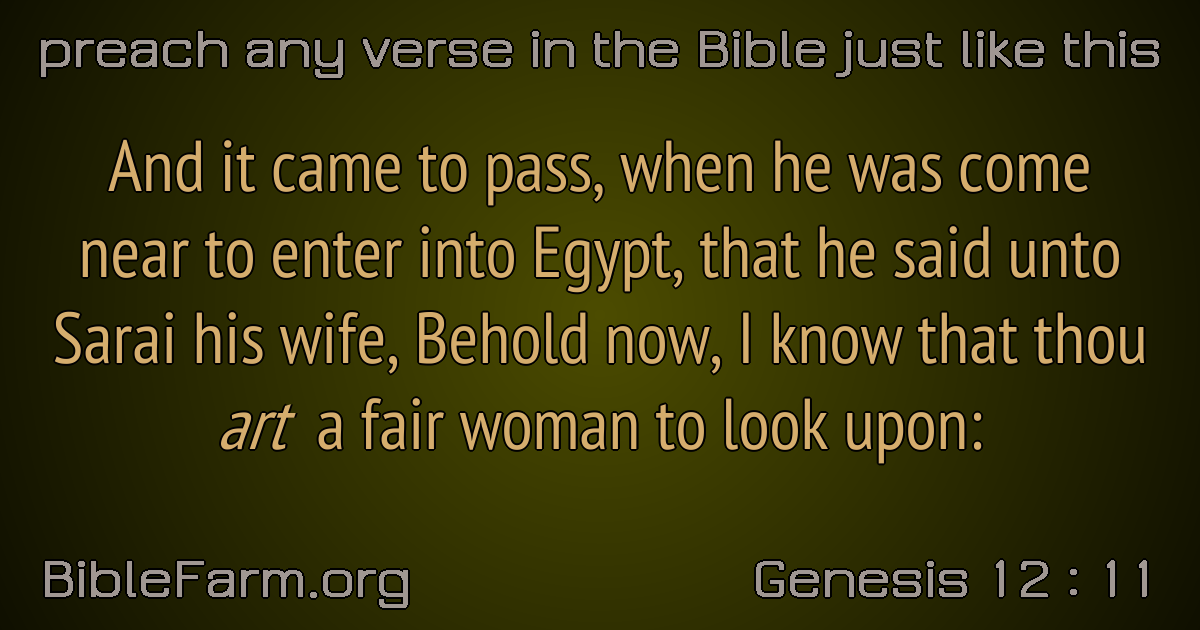 preach any verse in the Bible just like this
And it came to pass, when he was come
near to enter into Egypt, that he said unto
Sarai his wife, Behold now, I know that thou
art a fair woman to look upon:
BibleFarm.org
Genesis 12 : 11